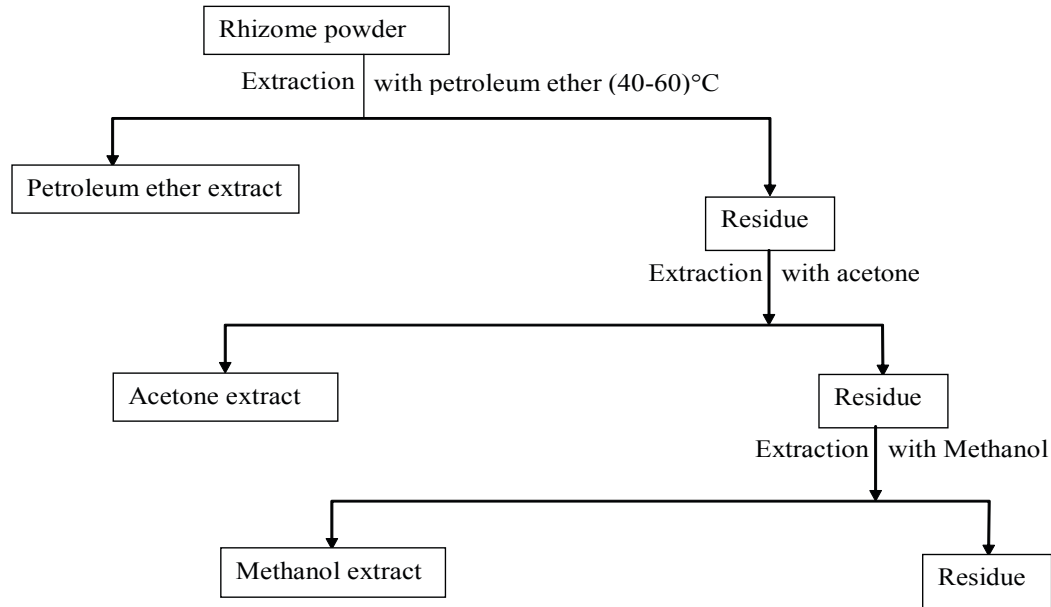 Rhizome powder
Extraction with petroleum ether (40-60)°C
Petroleum ether extract
Residue
Extraction with acetone
Acetone extract
Residue
Extraction with Methanol
Methanol extract
Residue